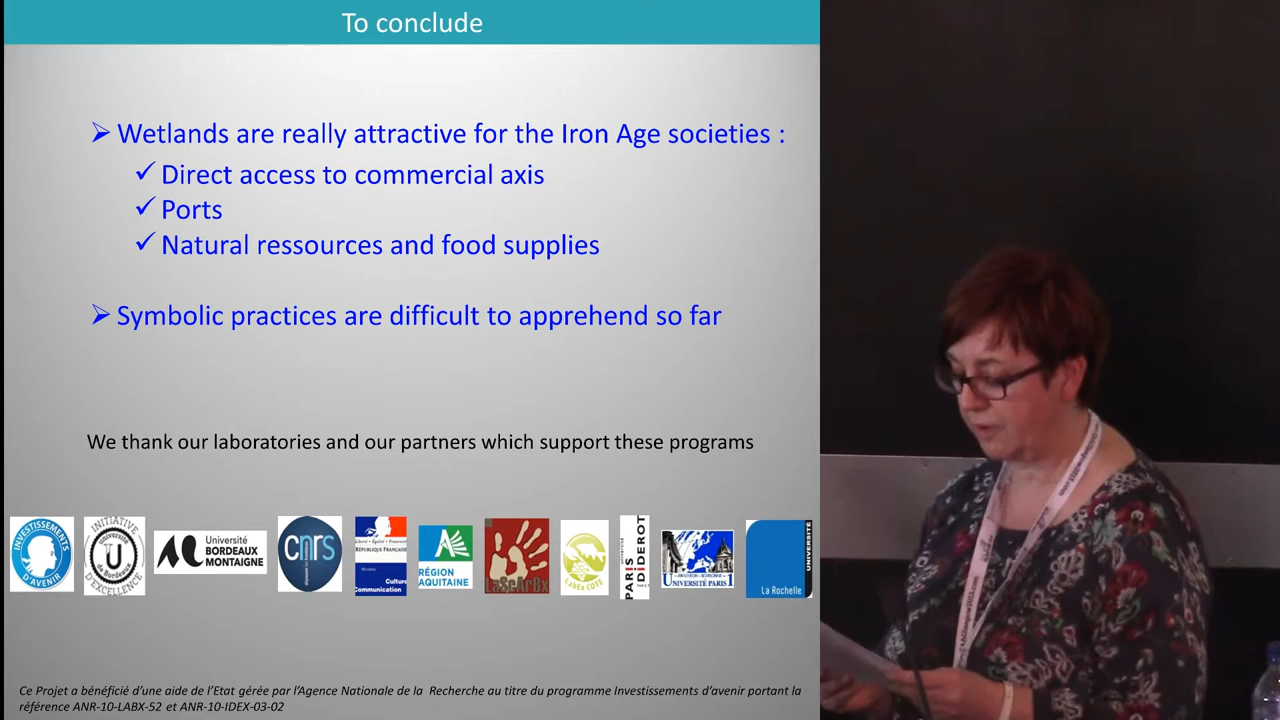 To conclude
Wetlands are really attractive for the Iron Age societies :
Direct access to commercial axis
Ports
Natural ressources and food supplies
Symbolic practices are difficult to apprehend so far
We thank our laboratories and our partners which support these programs
INVESTISSEMENTS
D'AVENIR
INITIATIVE
université
de Bordeaux
D'EXCELLENCE
Université
BORDEAUX
MONTAIGNE
cnrs
RÉPUBLIQUE FRANÇAISE
Culture
Communication
RÉGION
AQUITAINE
LaScArBx
LabEx COTE
PARIS
DIDEROT
UNIVERSITÉ PARIS 1
La Rochelle
UNIVERSITÉ
Ce Projet a bénéficié d'une aide de l'Etat gérée par l'Agence Nationale de la Recherche au titre du programme Investissements d'avenir portant la
référence ANR-10-LABX-52 et ANR-10-IDEX-03-02